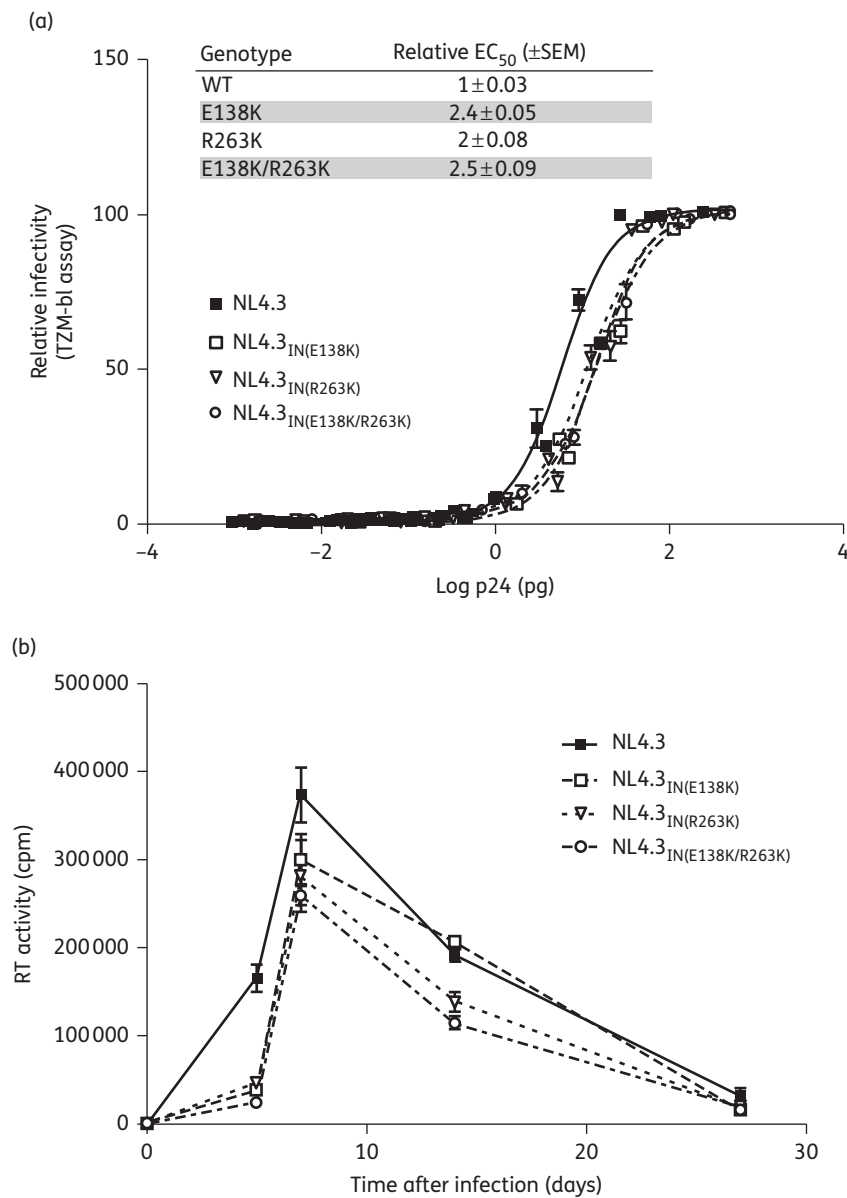 (a)
150
100
50
0
Relative infectivity
(TZM-bl assay)
Genotype Relative EC50 (±SEM)
WT 1±0.03
E138K 2.4±0.05
R263K 2±0.08
E138K/R263K 2.5±0.09
NL4.3
NL4.3IN(E138K)
NL4.3IN(R263K)
NL4.3IN(E138K/R263K)
−4 −2 0 2 4
Log p24 (pg)
(b)
500 000
400 000
300 000
200 000
100 000
0
RT activity (cpm)
NL4.3
NL4.3IN(E138K)
NL4.3IN(R263K)
NL4.3IN(E138K/R263K)
0 10 20 30
Time after infection (days)